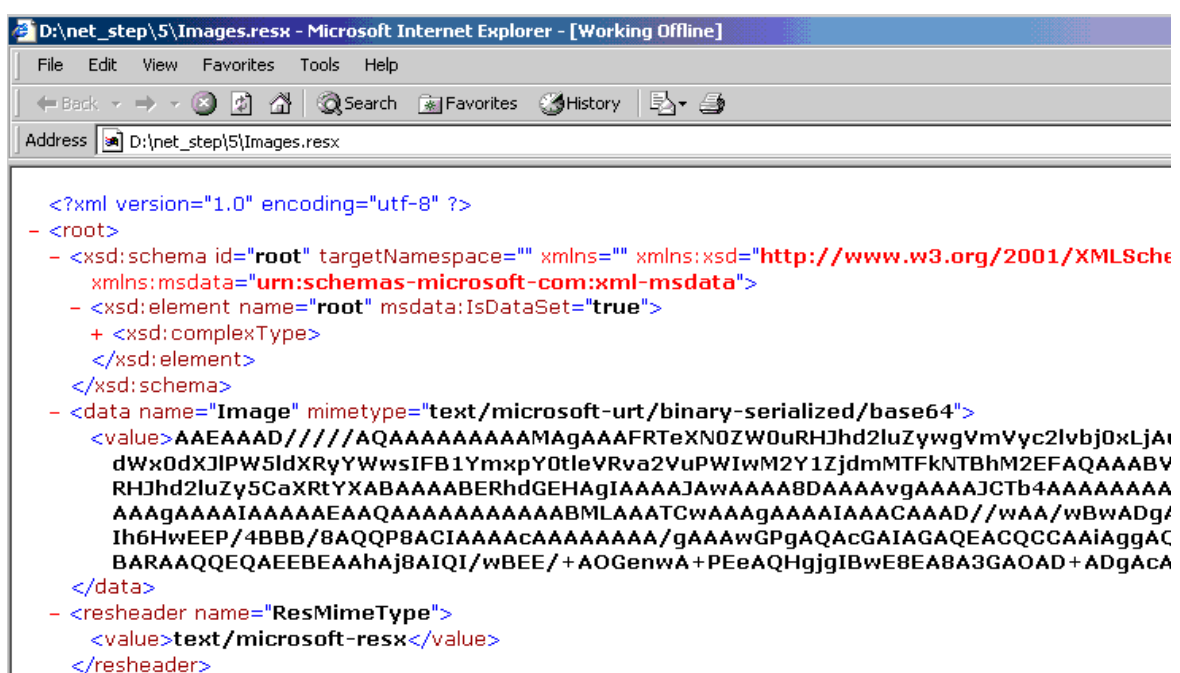 D:\net_step\5\Images.resx - Microsoft Internet Explorer - [Working Offline]
File Edit View Favorites Tools Help
Back Search Favorites History
Address D:\net_step\5\Images.resx
<?xml version="1.0" encoding="utf-8" ?>
- <root>
- <xsd:schema id="root" targetNamespace="" xmlns="" xmlns:xsd="http://www.w3.org/2001/XMLSche
xmlns:msdata="urn:schemas-microsoft-com:xml-msdata">
- <xsd:element name="root" msdata:IsDataSet="true">
+ <xsd:complexType>
</xsd:element>
</xsd:schema>
- <data name="Image" mimetype="text/microsoft-urt/binary-serialized/base64">
<value>AAEAAAD/////AQAAAAAAAAAMAgAAAFRTeXN0ZW0uRHJhd2luZywgVmVyc2lvbj0xLjAu
dWx0dXJlPW5ldXRyYWwsIFB1YmxpY0tleVRva2VuPWIwM2Y1ZjdmMTFkNTBhM2EFAQAAABV
RHJhd2luZy5CaXRtYXABAAAABERhdGEHAgIAAAAJAwAAAA8DAAAAvgAAAAJCTb4AAAAAAAA
AAAgAAAAIAAAAAEAAQAAAAAAAAAAABMLAAATCwAAAgAAAAIAAACAAAD//wAA/wBwADgA
Ih6HwEEP/4BBB/8AQQP8ACIAAAAcAAAAAAAA/gAAAwGPgAQAcGAIAGAQEACQCCAAiAggAQ
BARAAQQEQAEEBEAAhAj8AIQI/wBEE/+AOGenwA+PEeAQHgjgIBwE8EA8A3GAOAD+ADgAcA
</data>
- <resheader name="ResMimeType">
<value>text/microsoft-resx</value>
</resheader>